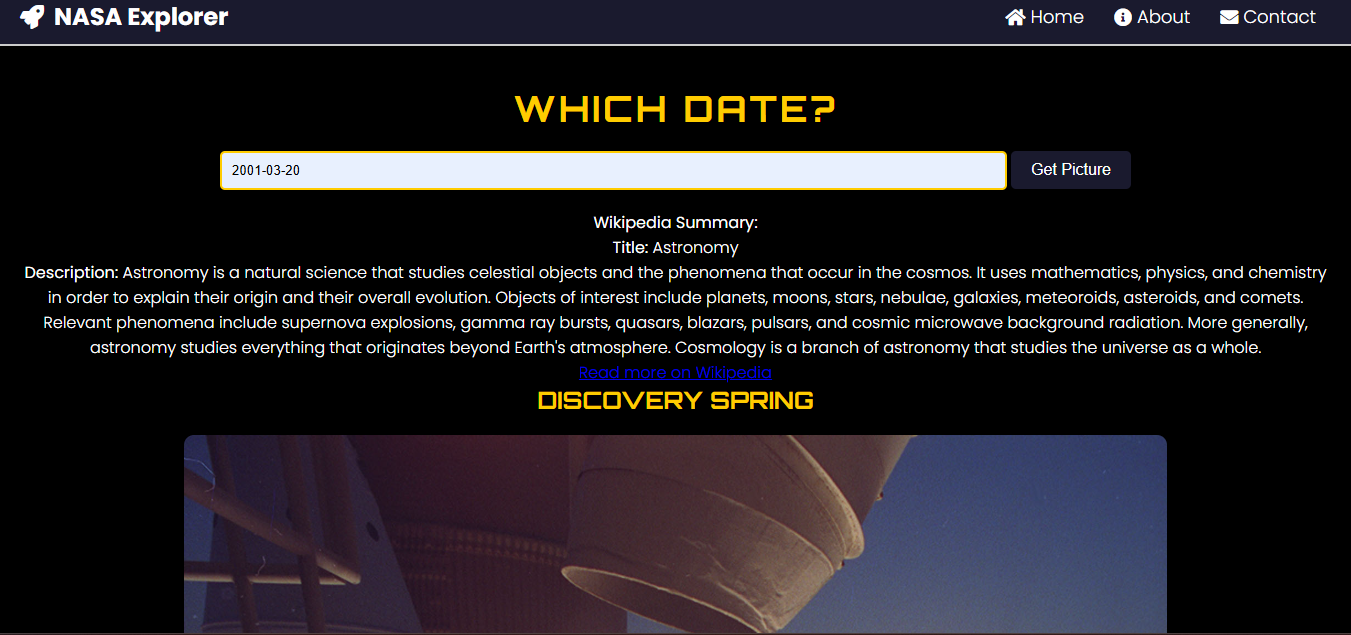 NASA Explorer
Home About Contact
WHICH DATE?
2001-03-20 Get Picture
Wikipedia Summary:
Title: Astronomy
Description: Astronomy is a natural science that studies celestial objects and the phenomena that occur in the cosmos. It uses mathematics, physics, and chemistry
in order to explain their origin and their overall evolution. Objects of interest include planets, moons, stars, nebulae, galaxies, meteoroids, asteroids, and comets.
Relevant phenomena include supernova explosions, gamma ray bursts, quasars, blazars, pulsars, and cosmic microwave background radiation. More generally,
astronomy studies everything that originates beyond Earth's atmosphere. Cosmology is a branch of astronomy that studies the universe as a whole.
Read more on Wikipedia
DISCOVERY SPRING